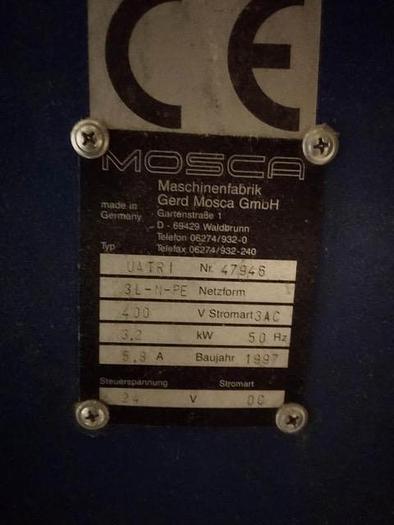 CE
MOSCA
Maschinenfabrik
Gerd Mosca GmbH
made in Germany
Gartenstraße 1
D - 69429 Waldbrunn
Telefon 06274/932-0
Telefax 06274/932-240
Typ UATRI Nr. 47946
3L-N-PE Netzform
400 V Stromart 3AC
3,2 kW 50 Hz
5,9 A Baujahr 1997
Steuerspannung Stromart
24 V DC